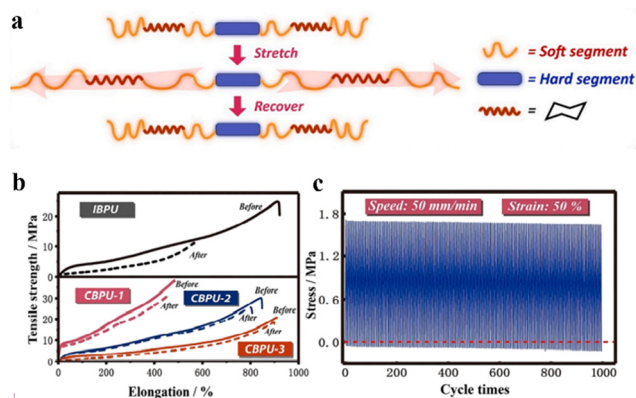 a
Stretch
Recover
= Soft segment
= Hard segment
=
b
Tensile strength / MPa
20
10
0
IBPU
Before
After
30
20
10
0
CBPU-1
CBPU-2
CBPU-3
Before
After
Before
After
Before
After
0 200 400 600 800 1000
Elongation / %
c
Speed: 50 mm/min
Strain: 50 %
Stress / MPa
1.8
1.2
0.6
0.0
0 200 400 600 800 1000
Cycle times